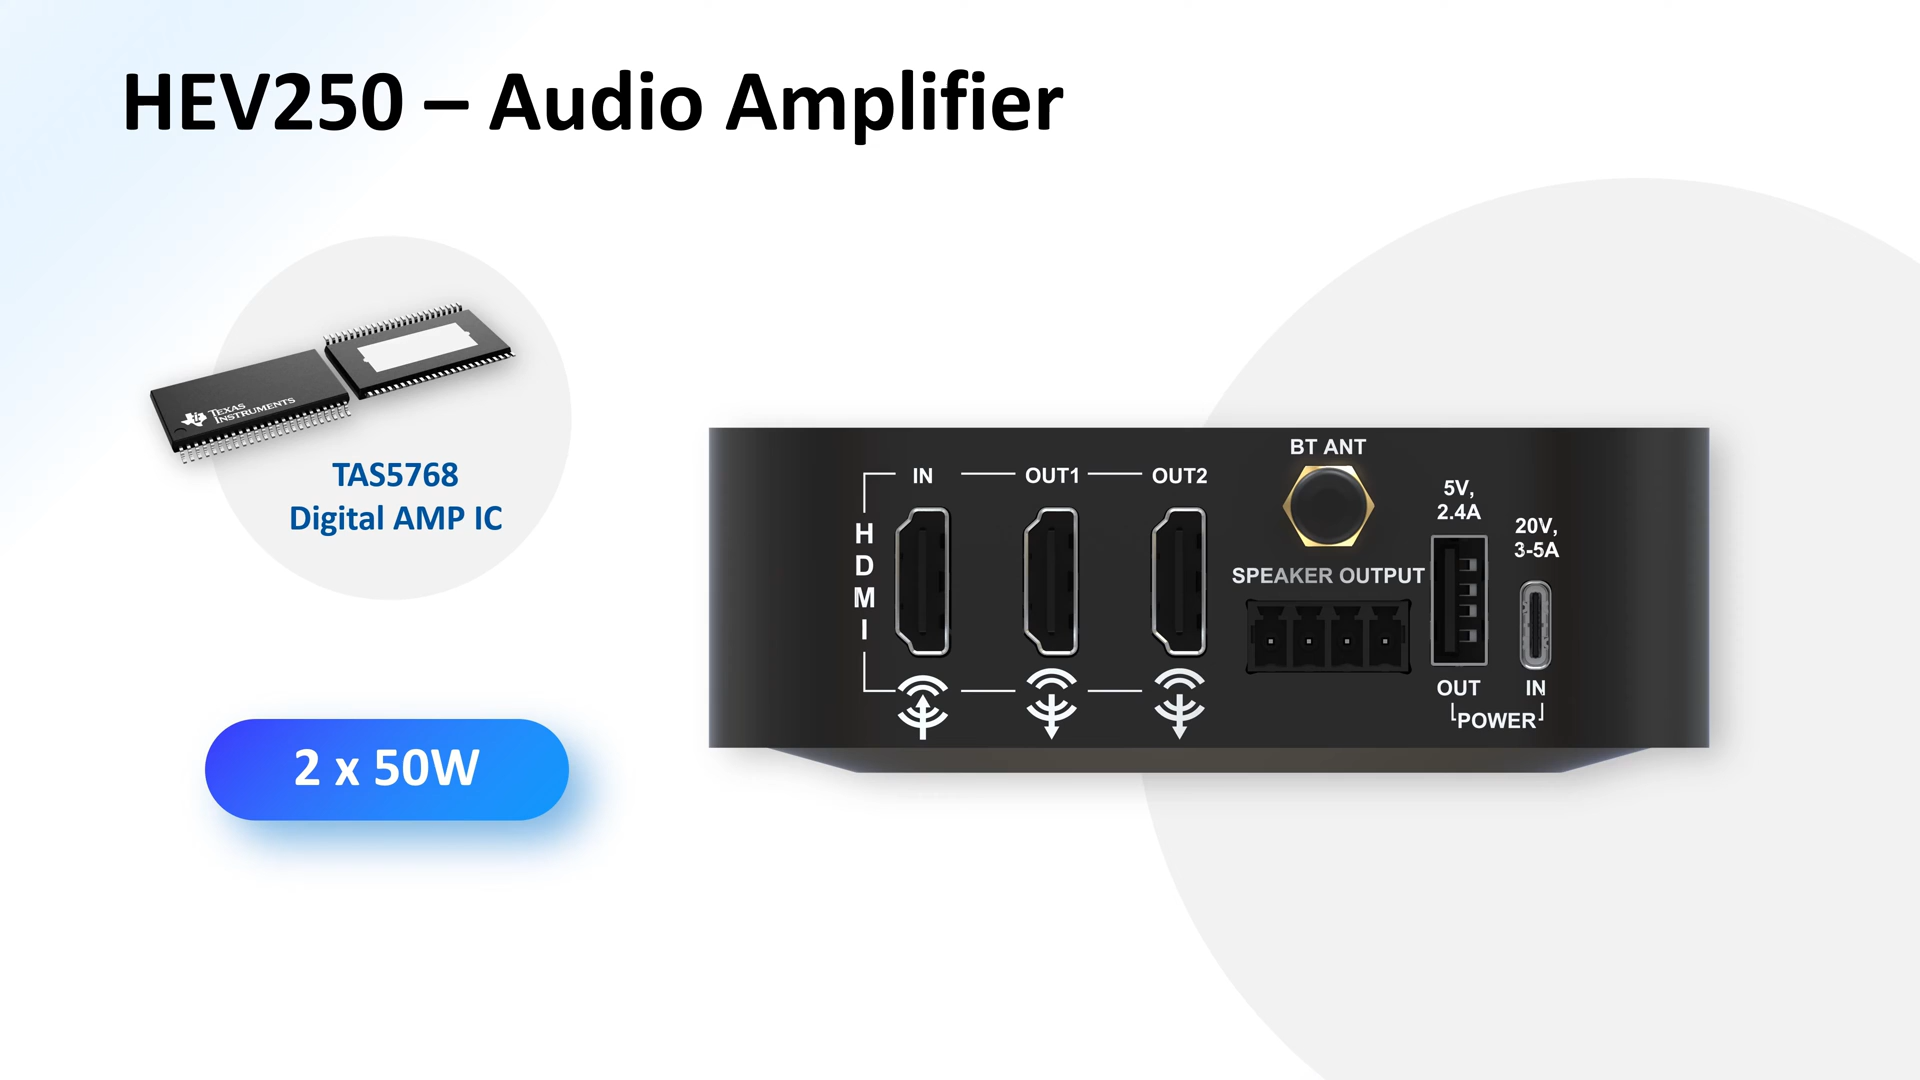 HEV250 – Audio Amplifier
TEXAS
INSTRUMENTS
TAS5768
Digital AMP IC
2 x 50W
IN
OUT1
OUT2
HDMI
BT ANT
SPEAKER OUTPUT
5V,
2.4A
20V,
3-5A
OUT
IN
POWER